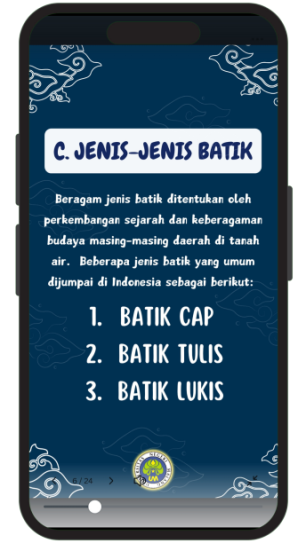 C. JENIS-JENIS BATIK
Beragam jenis batik ditentukan oleh
perkembangan sejarah dan keberagaman
budaya masing-masing daerah di tanah
air. Beberapa jenis batik yang umum
dijumpai di Indonesia sebagai berikut:
1. BATIK CAP
2. BATIK TULIS
3. BATIK LUKIS
6/24